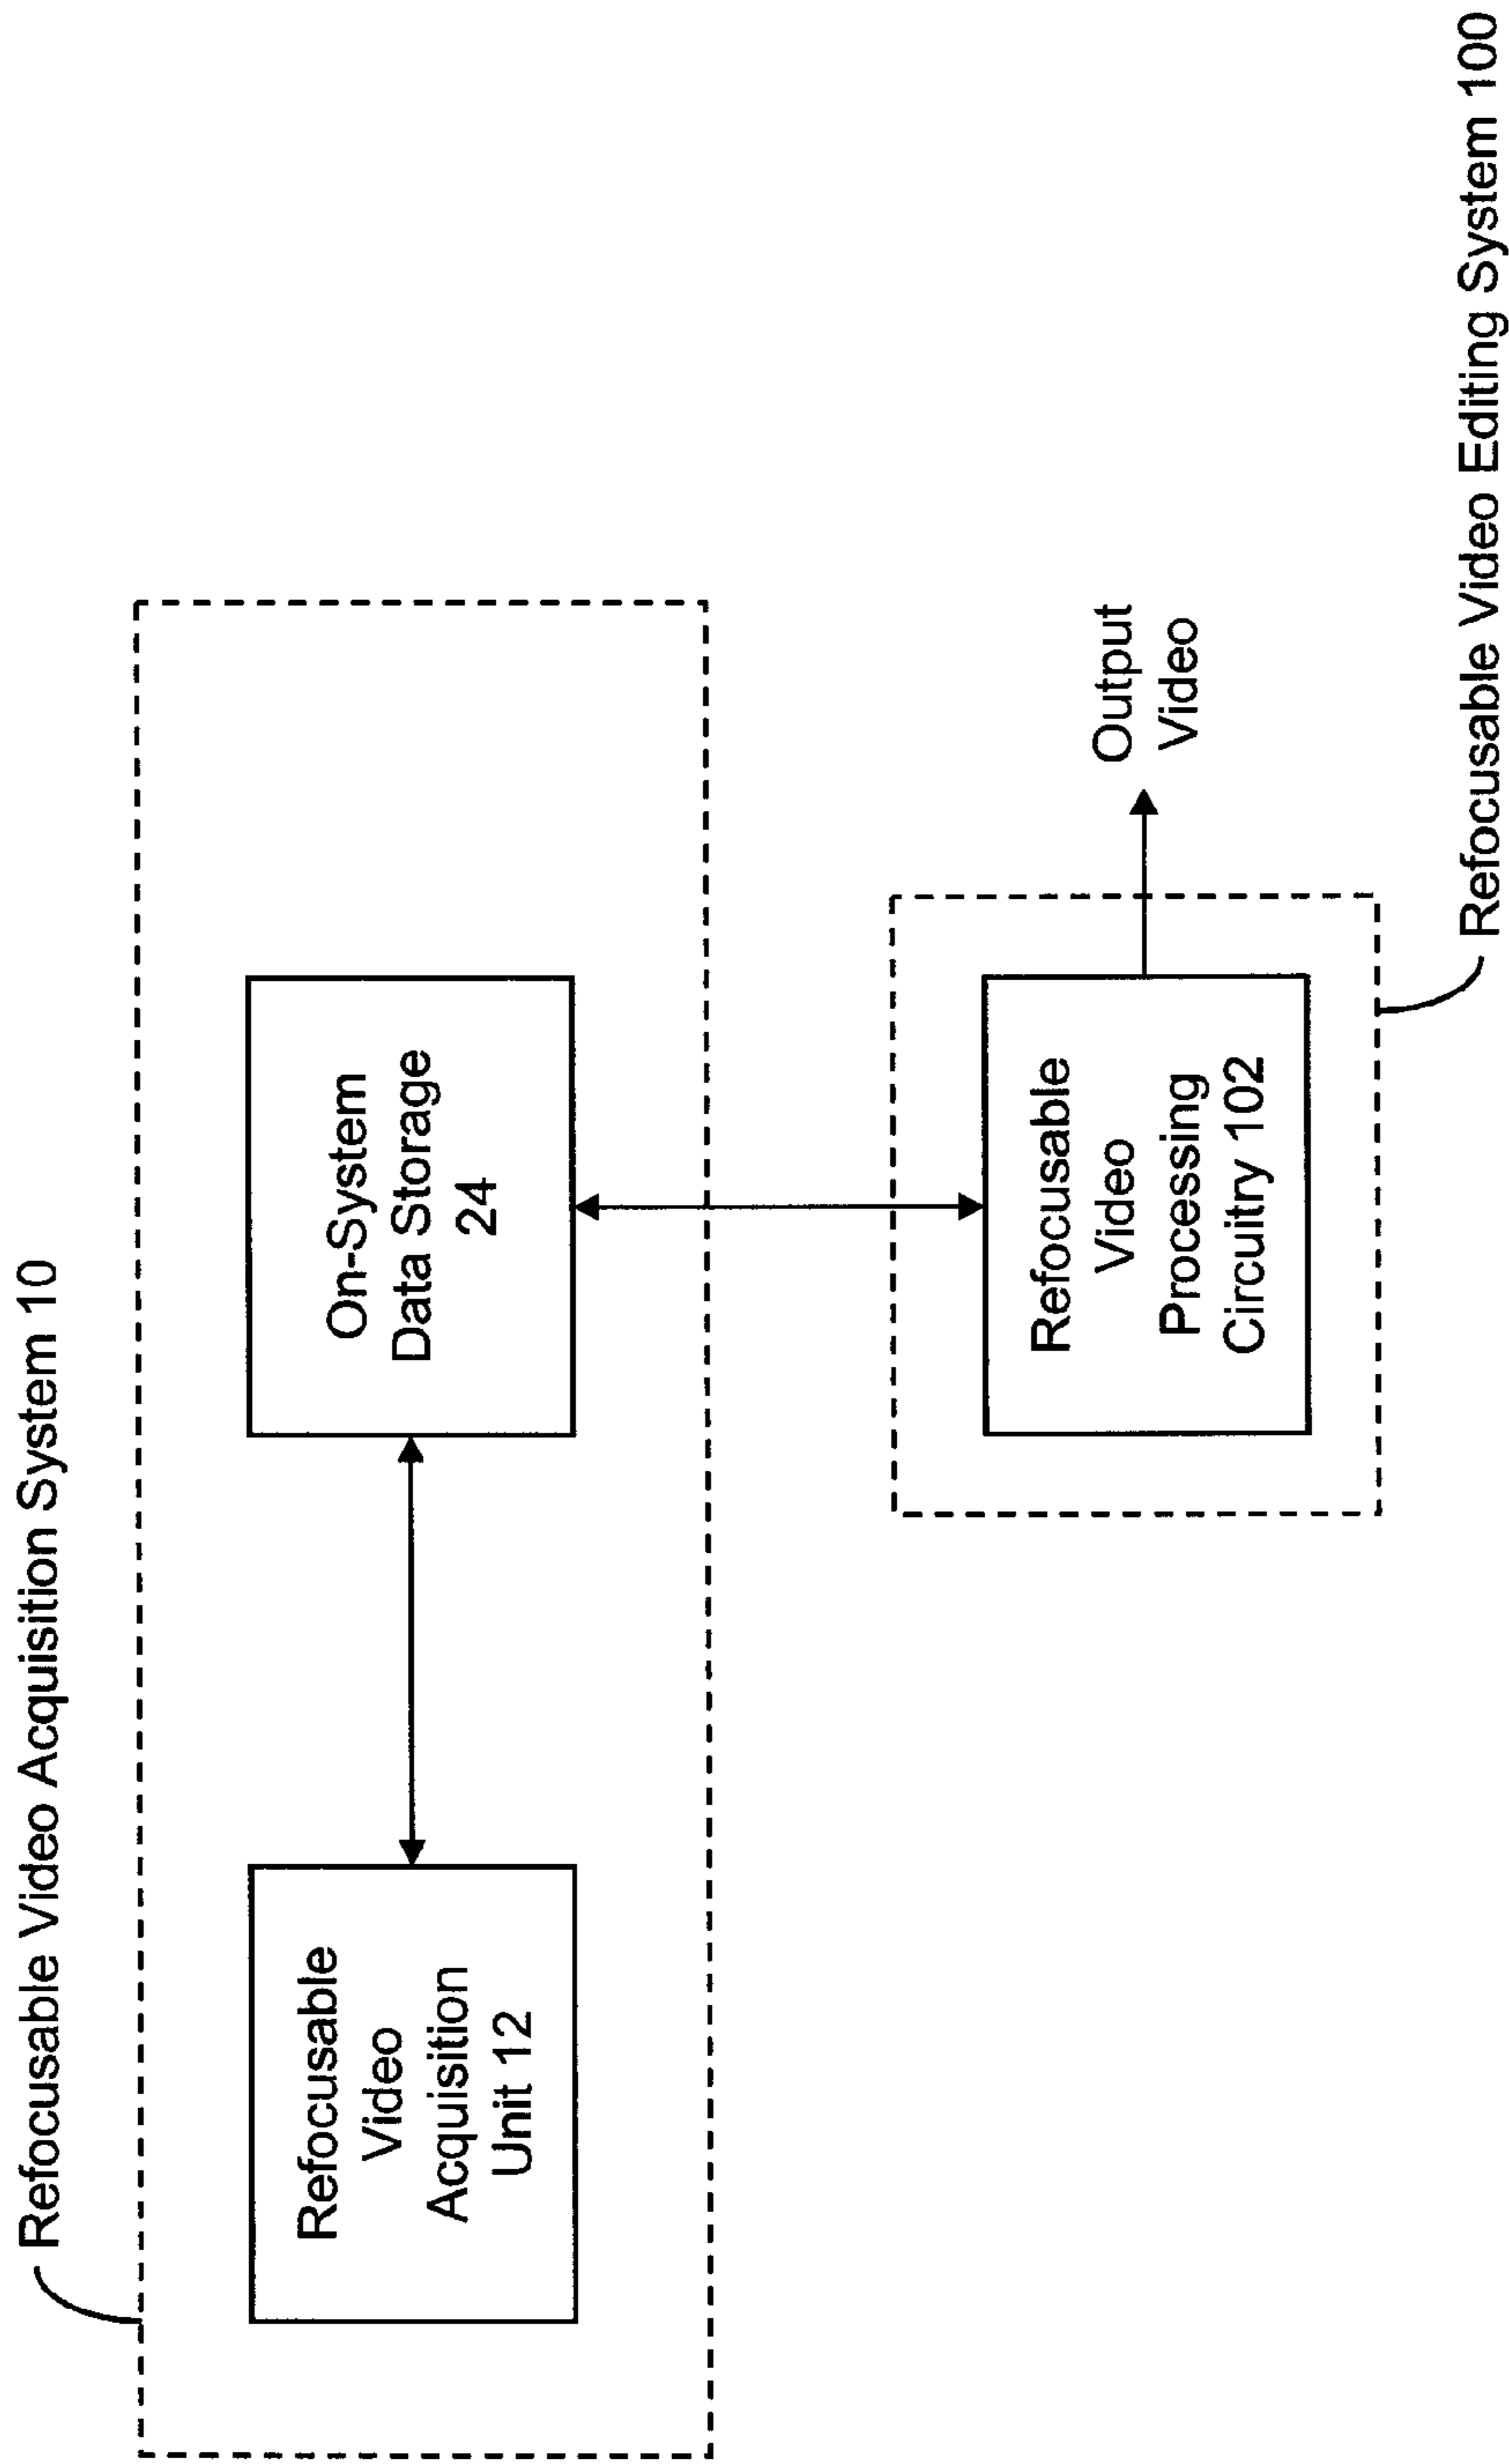 Refocusable Video Acquisition System 10
Refocusable
Video
Acquisition
Unit 12
On-System
Data Storage
24
Refocusable
Video
Processing
Circuitry 102
Output
Video
Refocusable Video Editing System 100